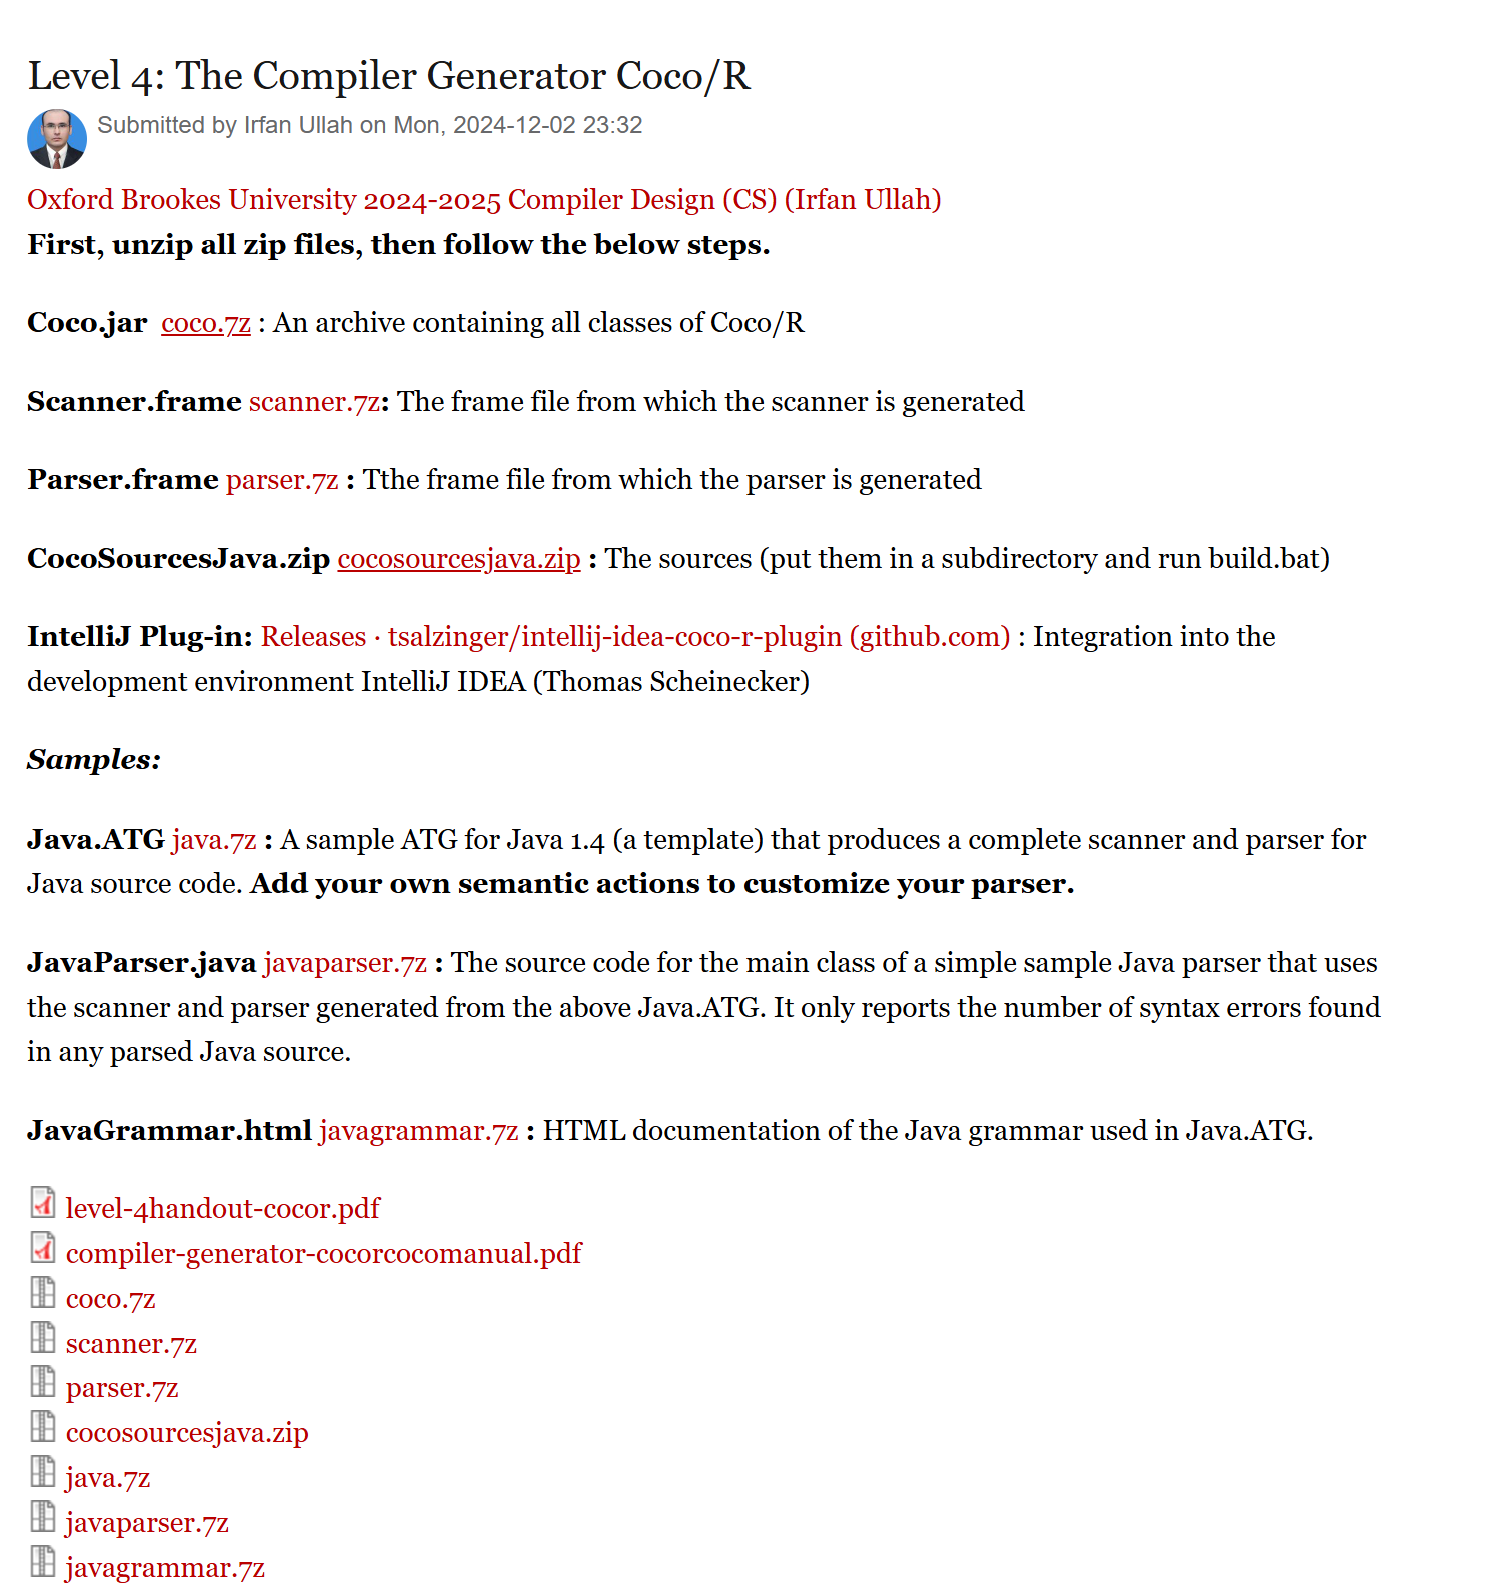 Level 4: The Compiler Generator Coco/R
Submitted by Irfan Ullah on Mon, 2024-12-02 23:32
Oxford Brookes University 2024-2025 Compiler Design (CS) (Irfan Ullah)
First, unzip all zip files, then follow the below steps.
Coco.jar coco.7z : An archive containing all classes of Coco/R
Scanner.frame scanner.7z: The frame file from which the scanner is generated
Parser.frame parser.7z : Tthe frame file from which the parser is generated
CocoSourcesJava.zip cocosourcesjava.zip : The sources (put them in a subdirectory and run build.bat)
IntelliJ Plug-in: Releases · tsalzinger/intellij-idea-coco-r-plugin (github.com) : Integration into the
development environment IntelliJ IDEA (Thomas Scheinecker)
Samples:
Java.ATG java.7z : A sample ATG for Java 1.4 (a template) that produces a complete scanner and parser for
Java source code. Add your own semantic actions to customize your parser.
JavaParser.java javaparser.7z : The source code for the main class of a simple sample Java parser that uses
the scanner and parser generated from the above Java.ATG. It only reports the number of syntax errors found
in any parsed Java source.
JavaGrammar.html javagrammar.7z : HTML documentation of the Java grammar used in Java.ATG.
level-4handout-cocor.pdf
compiler-generator-cocorcocomanual.pdf
coco.7z
scanner.7z
parser.7z
cocosourcesjava.zip
java.7z
javaparser.7z
javagrammar.7z